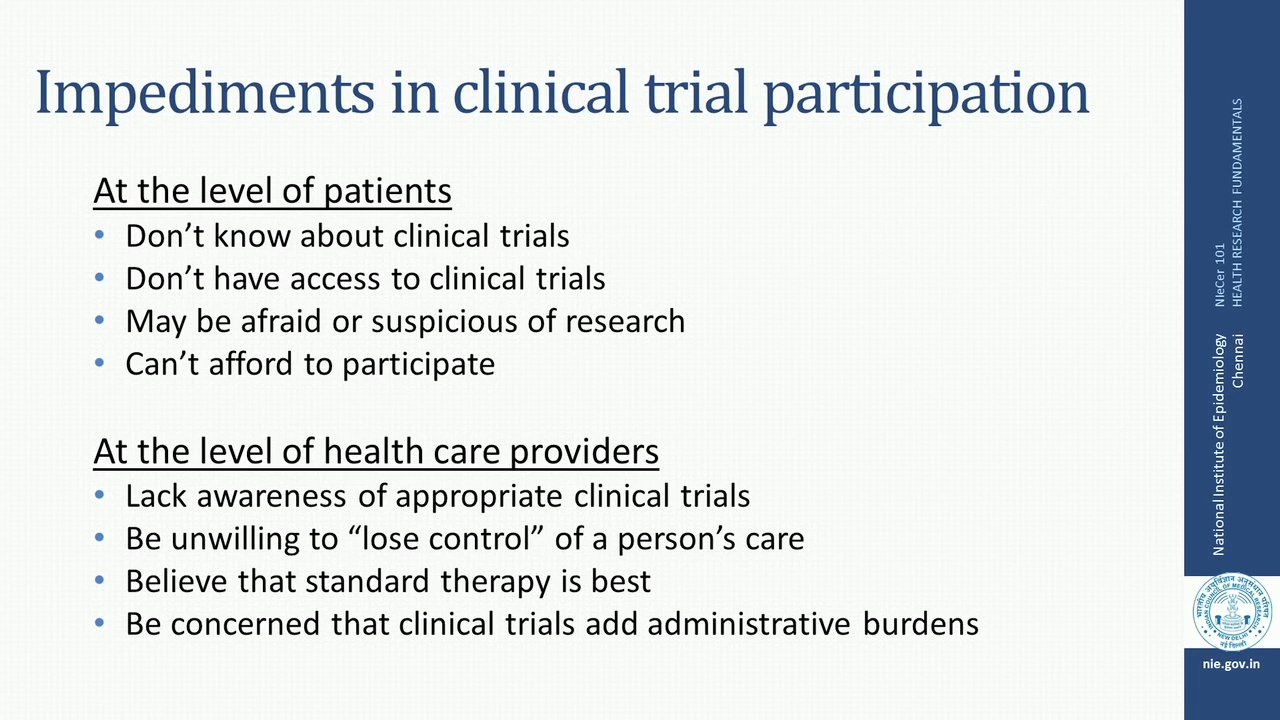 Impediments in clinical trial participation
At the level of patients
• Don’t know about clinical trials
• Don’t have access to clinical trials
• May be afraid or suspicious of research
• Can’t afford to participate
At the level of health care providers
• Lack awareness of appropriate clinical trials
• Be unwilling to “lose control” of a person’s care
• Believe that standard therapy is best
• Be concerned that clinical trials add administrative burdens
NIeCer 101
HEALTH RESEARCH FUNDAMENTALS
National Institute of Epidemiology
Chennai
nie.gov.in